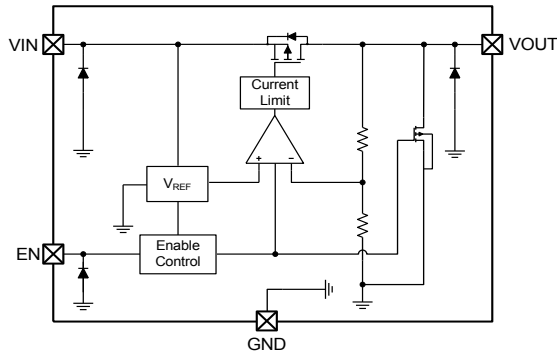 VIN
VOUT
Current
Limit
+
−
VREF
EN
Enable
Control
GND